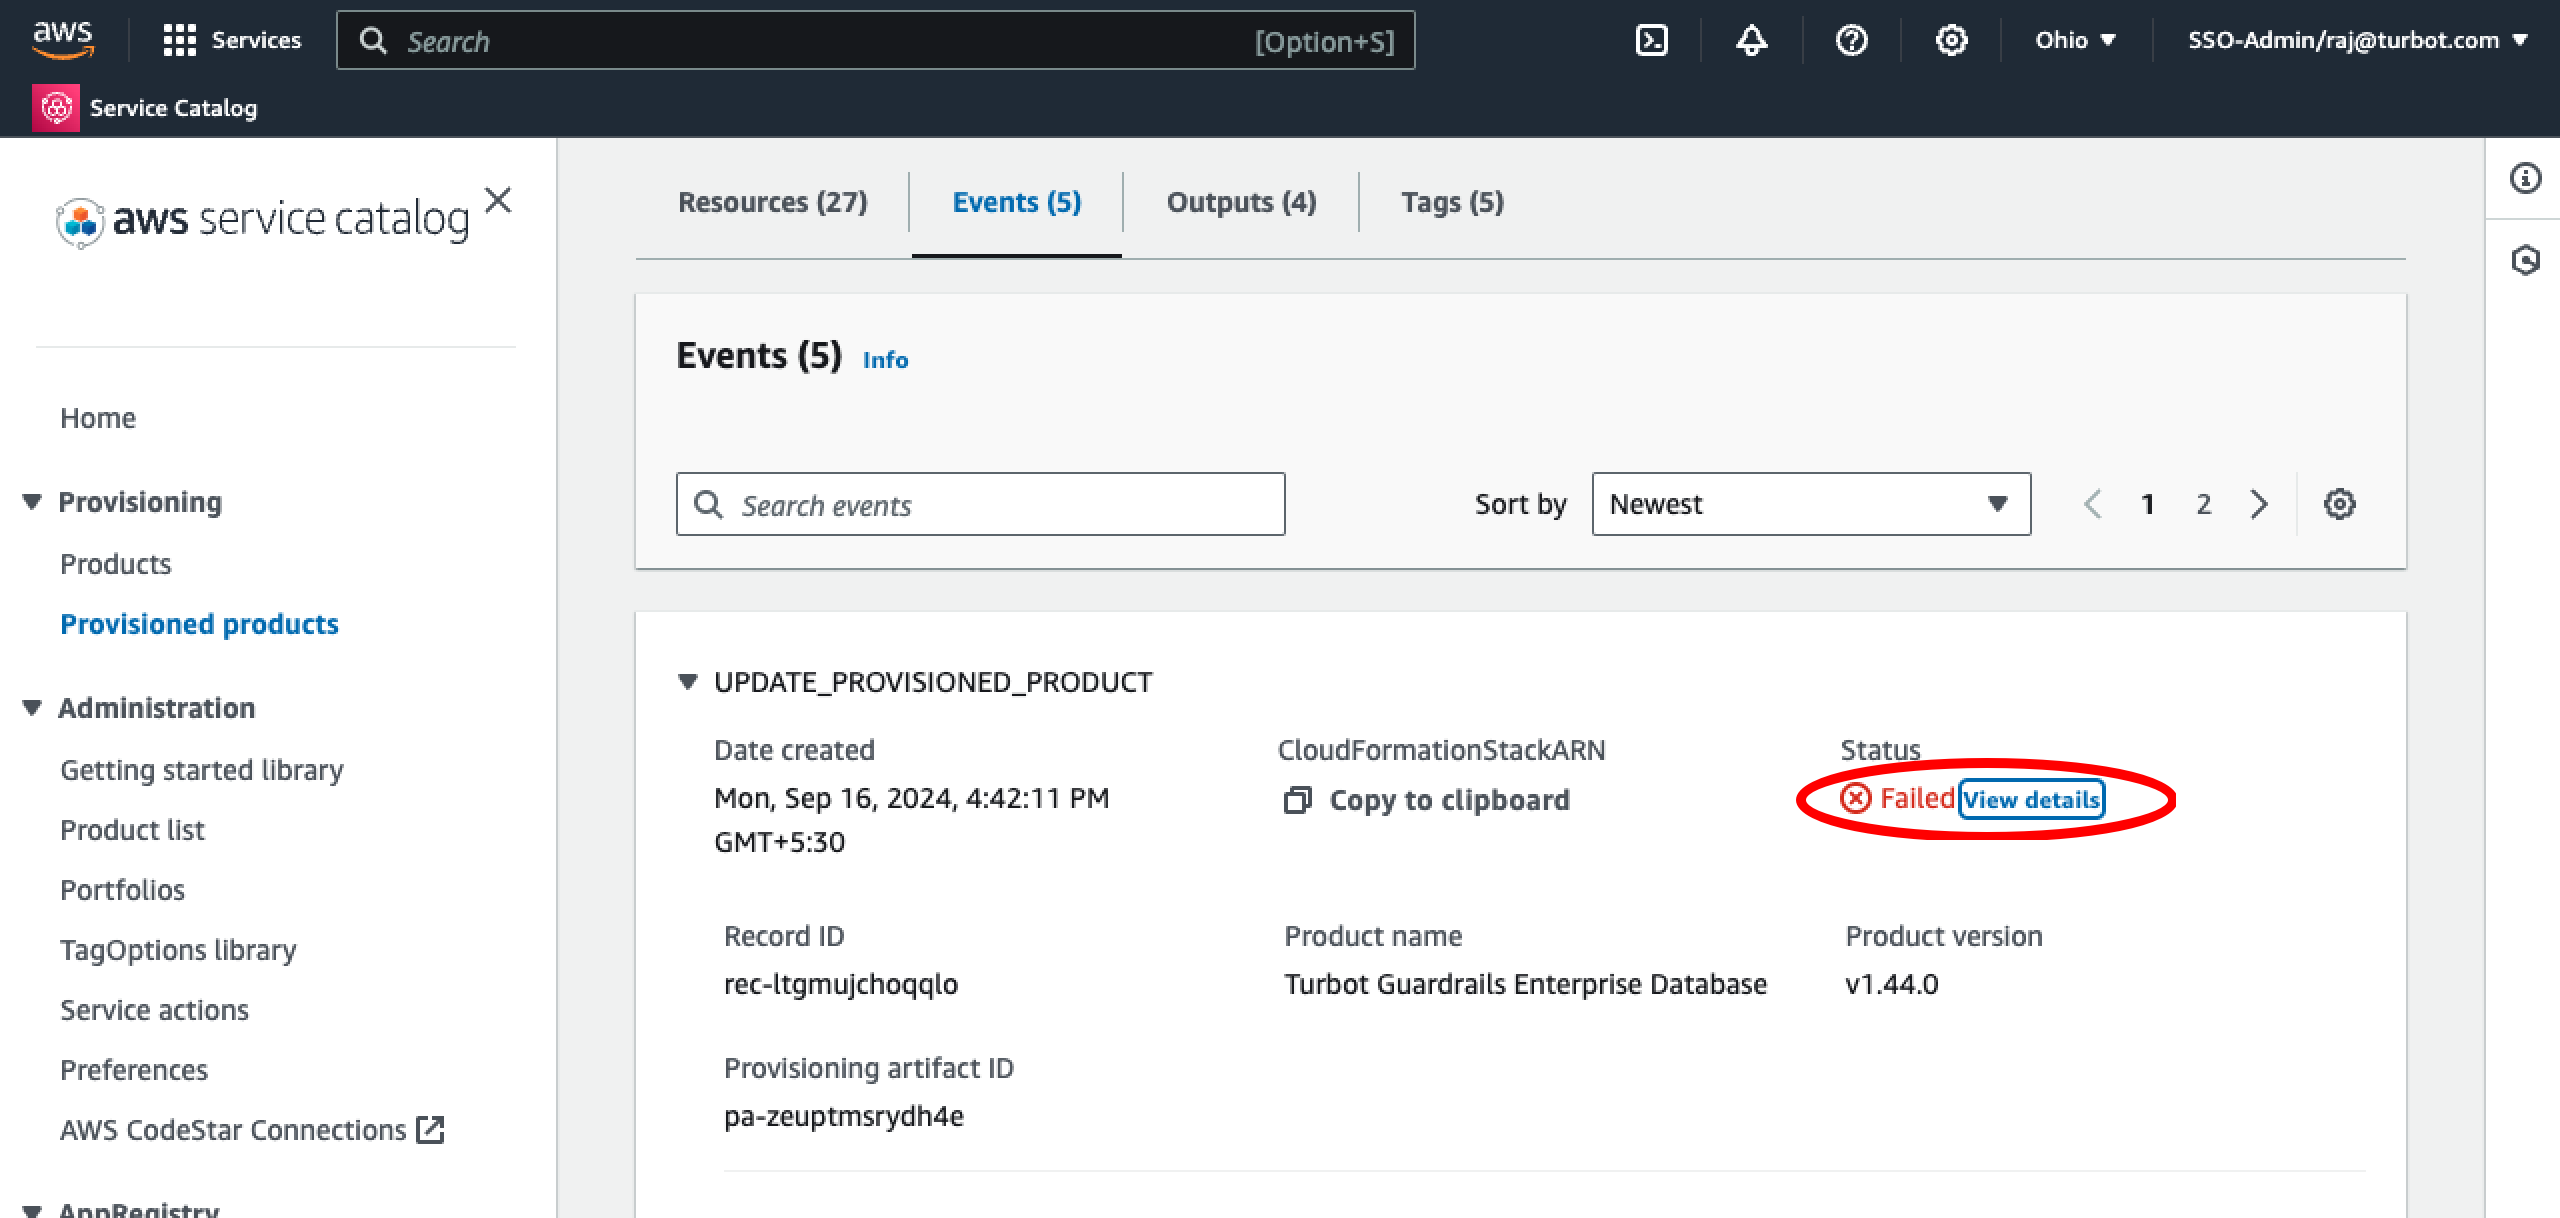 aws
Services
Search
[Option+S]
Ohio
SSO-Admin/raj@turbot.com
Service Catalog
aws service catalog
Home
Provisioning
Products
Provisioned products
Administration
Getting started library
Product list
Portfolios
TagOptions library
Service actions
Preferences
AWS CodeStar Connections
AppRegistry
Resources (27)
Events (5)
Outputs (4)
Tags (5)
Events (5) Info
Search events
Sort by
Newest
1 2
UPDATE_PROVISIONED_PRODUCT
Date created
Mon, Sep 16, 2024, 4:42:11 PM
GMT+5:30
CloudFormationStackARN
Copy to clipboard
Status
Failed View details
Record ID
rec-ltgmujchoqqlo
Product name
Turbot Guardrails Enterprise Database
Product version
v1.44.0
Provisioning artifact ID
pa-zeuptmsrydh4e